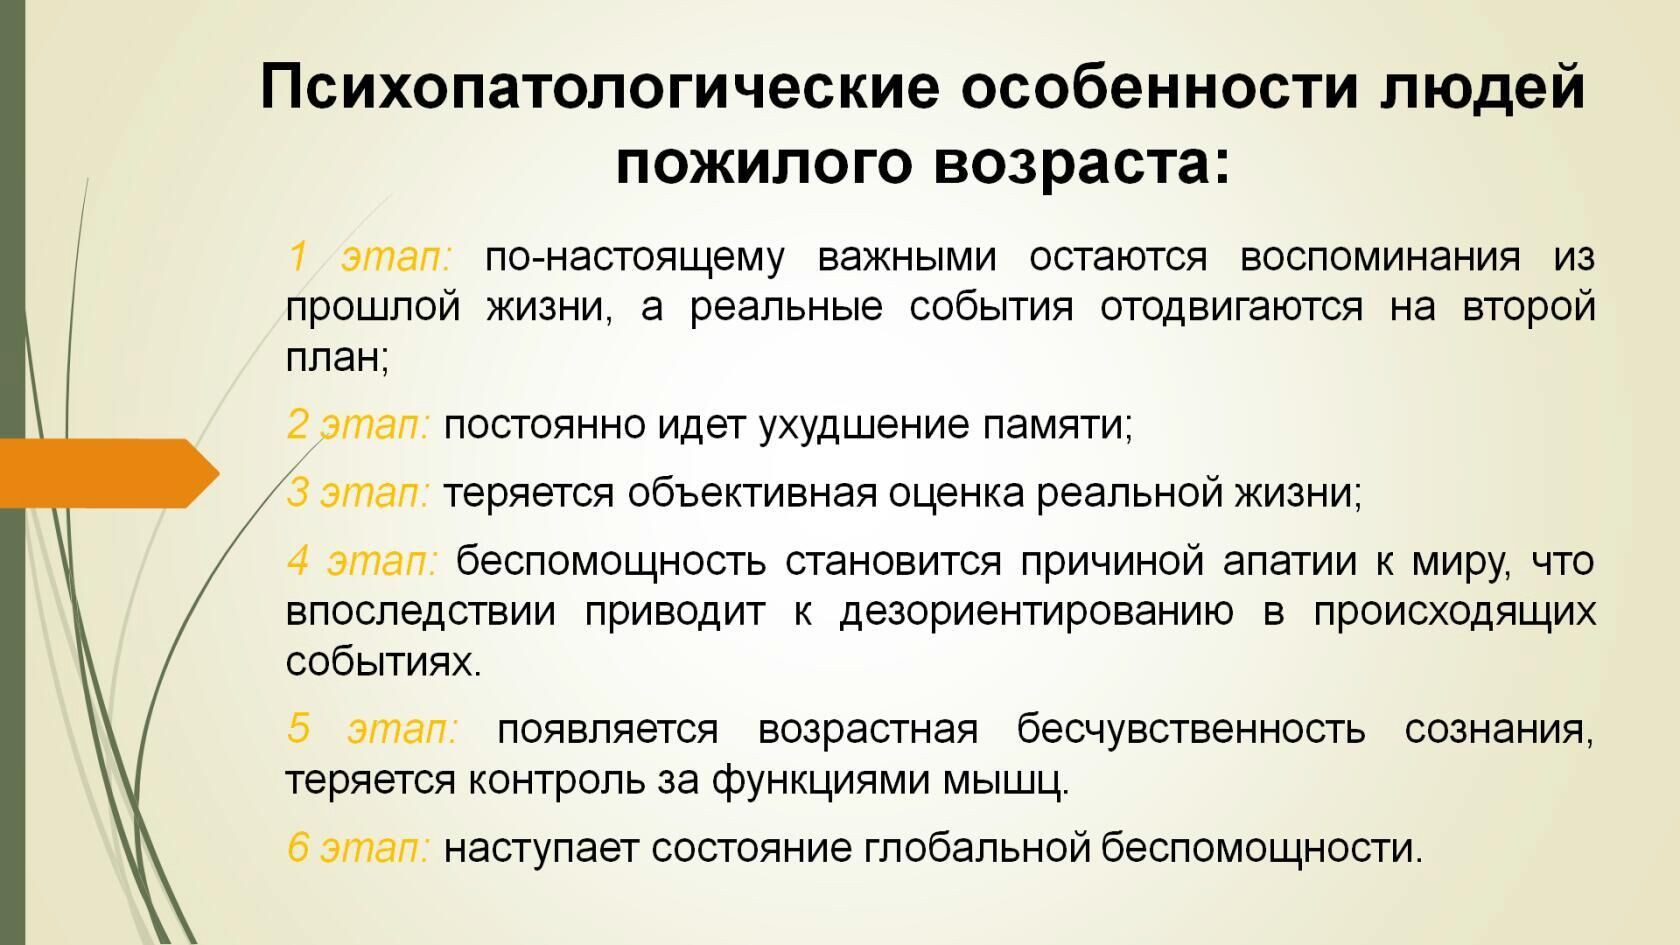 Психопатологические особенности людей
пожилого возраста:
1 этап: по-настоящему важными остаются воспоминания из
прошлой жизни, а реальные события отодвигаются на второй
план;
2 этап: постоянно идет ухудшение памяти;
3 этап: теряется объективная оценка реальной жизни;
4 этап: беспомощность становится причиной апатии к миру, что
впоследствии приводит к дезориентированию в происходящих
событиях.
5 этап: появляется возрастная бесчувственность сознания,
теряется контроль за функциями мышц.
6 этап: наступает состояние глобальной беспомощности.